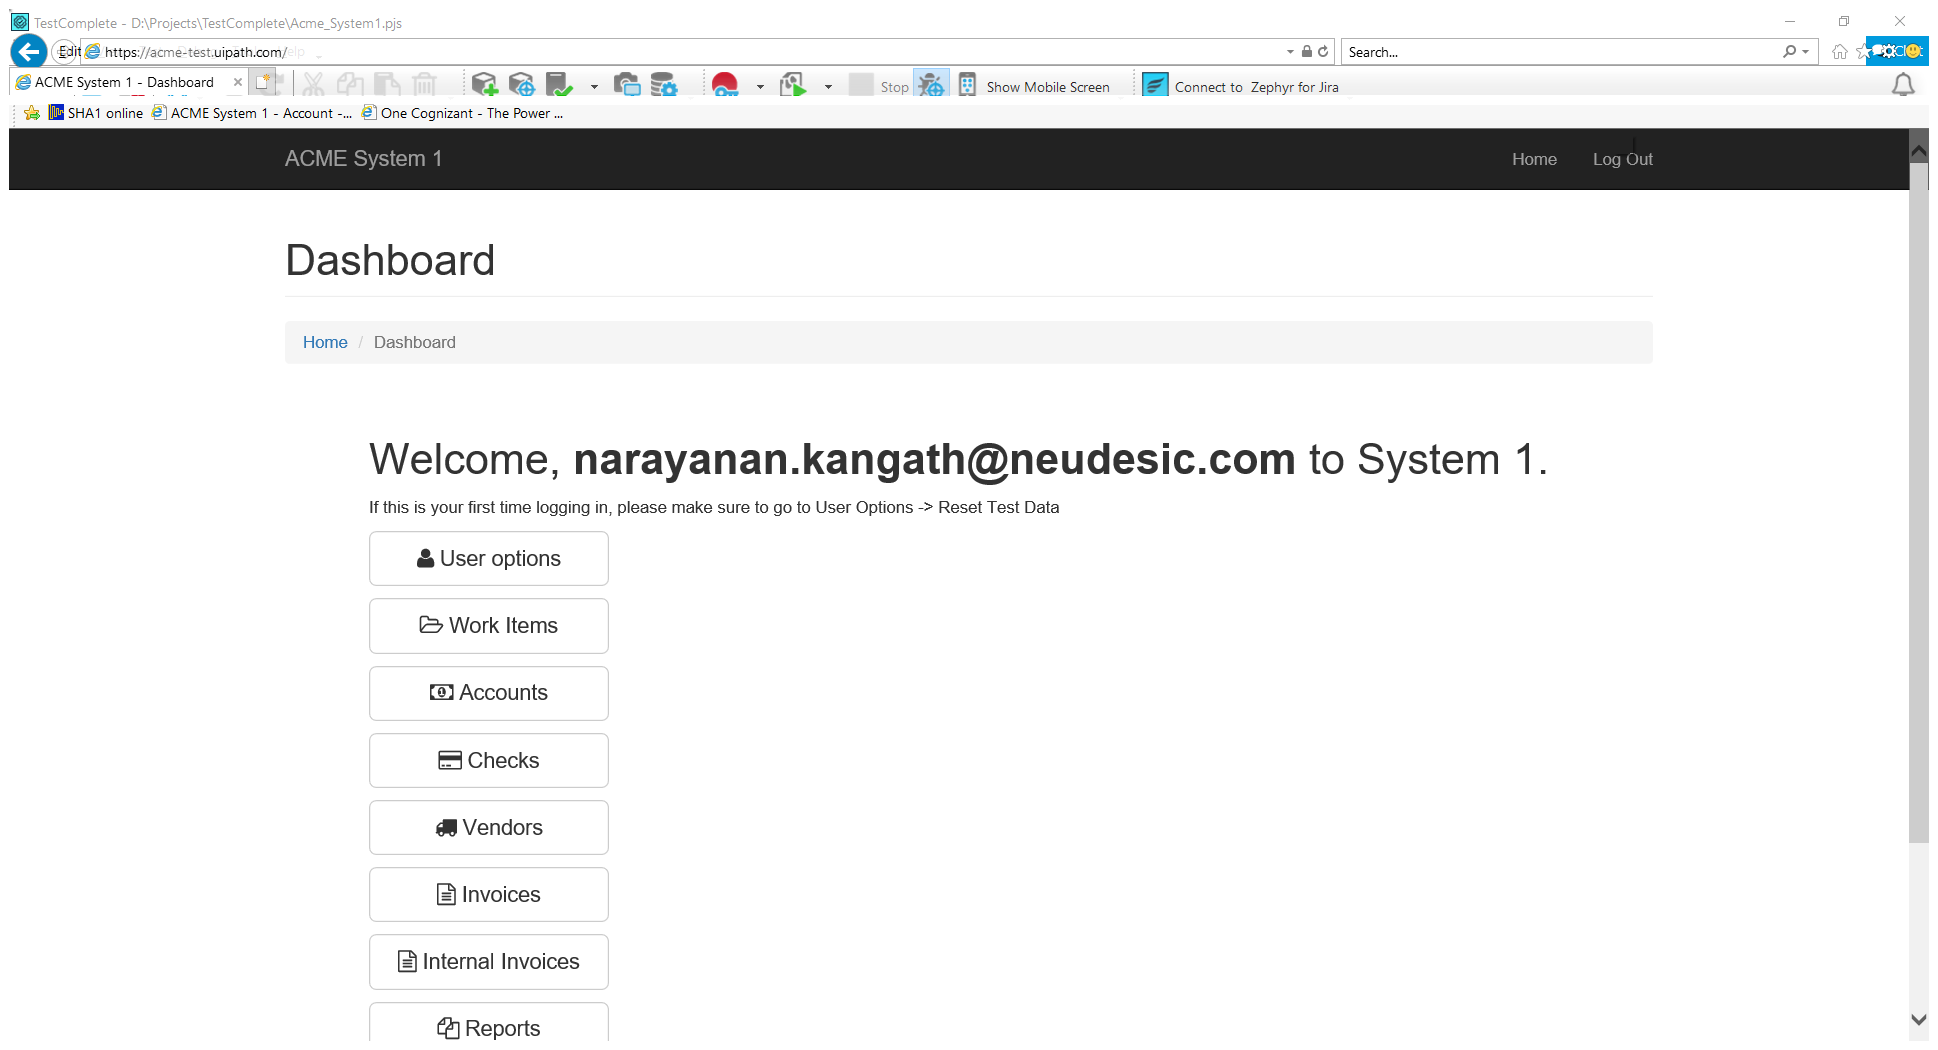 TestComplete - D:\Projects\TestComplete\Acme_System1.pjs
Edit https://acme-test.uipath.com/
Search...
ACME System 1 - Dashboard
Stop Show Mobile Screen Connect to Zephyr for Jira
SHA1 online ACME System 1 - Account -... One Cognizant - The Power ...
ACME System 1 Home Log Out
Dashboard
Home / Dashboard
Welcome, narayanan.kangath@neudesic.com to System 1.
If this is your first time logging in, please make sure to go to User Options -> Reset Test Data
User options
Work Items
Accounts
Checks
Vendors
Invoices
Internal Invoices
Reports